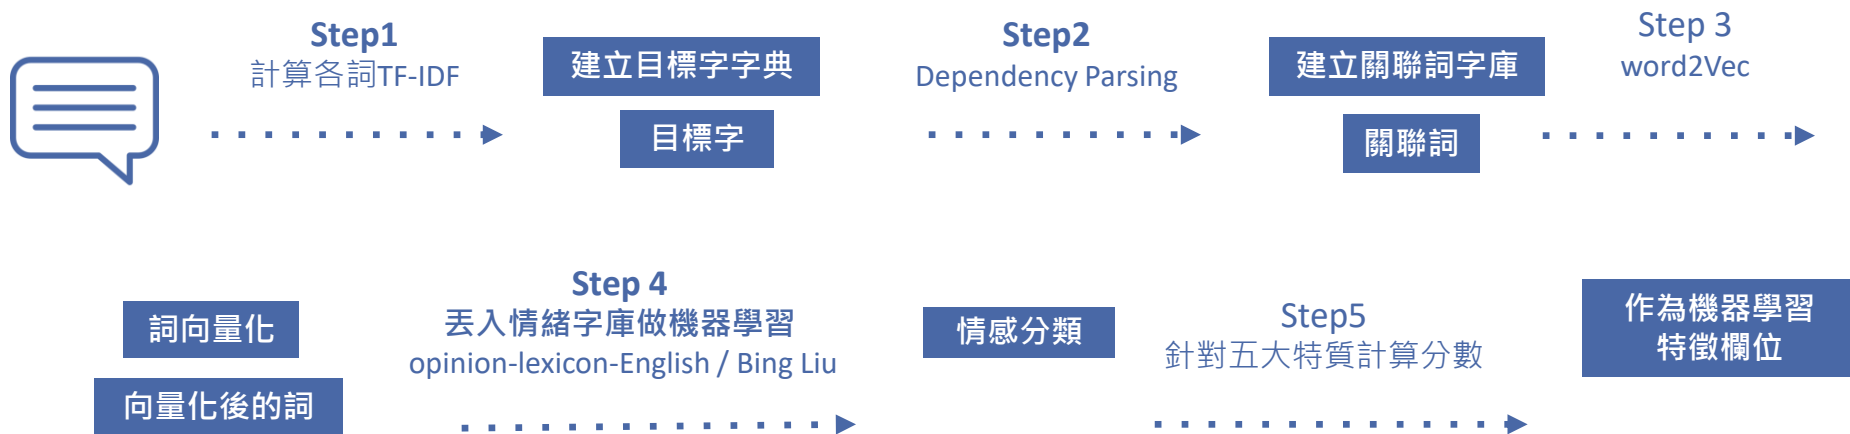 Step1
計算各詞TF-IDF
建立目標字字典
目標字
Step2
Dependency Parsing
建立關聯詞字庫
關聯詞
Step 3
word2Vec
詞向量化
向量化後的詞
Step 4
丟入情緒字庫做機器學習
opinion-lexicon-English / Bing Liu
情感分類
Step5
針對五大特質計算分數
作為機器學習
特徵欄位